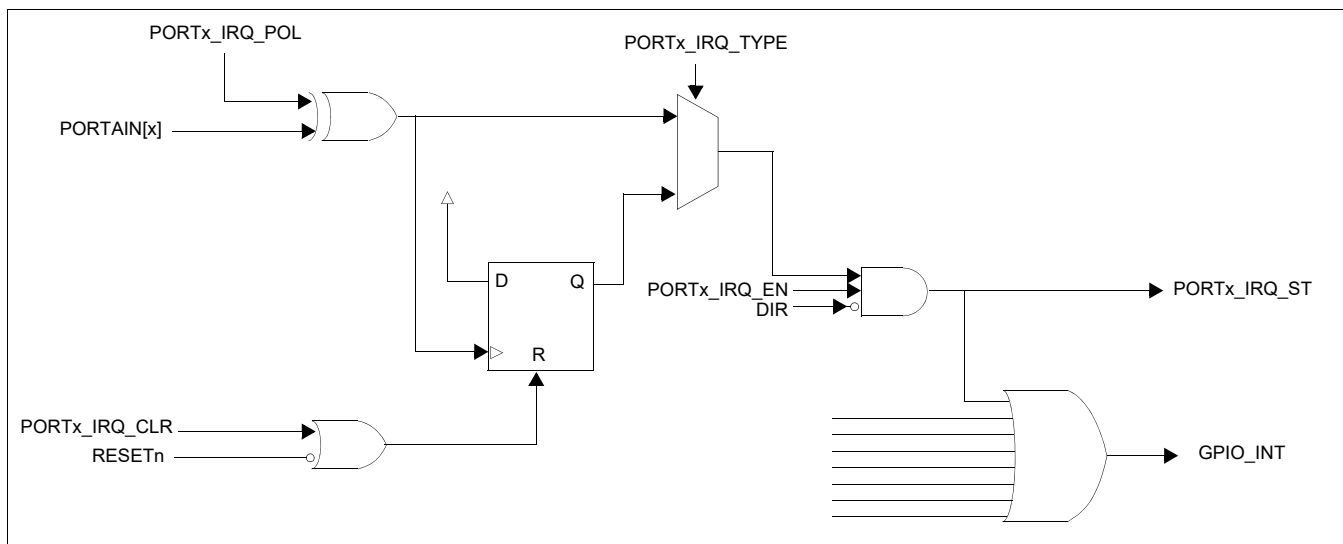 PORTx_IRQ_POL
PORTx_IRQ_TYPE
PORTAIN[x]
D
Q
PORTx_IRQ_EN
PORTx_IRQ_ST
DIR
R
PORTx_IRQ_CLR
RESETn
GPIO_INT